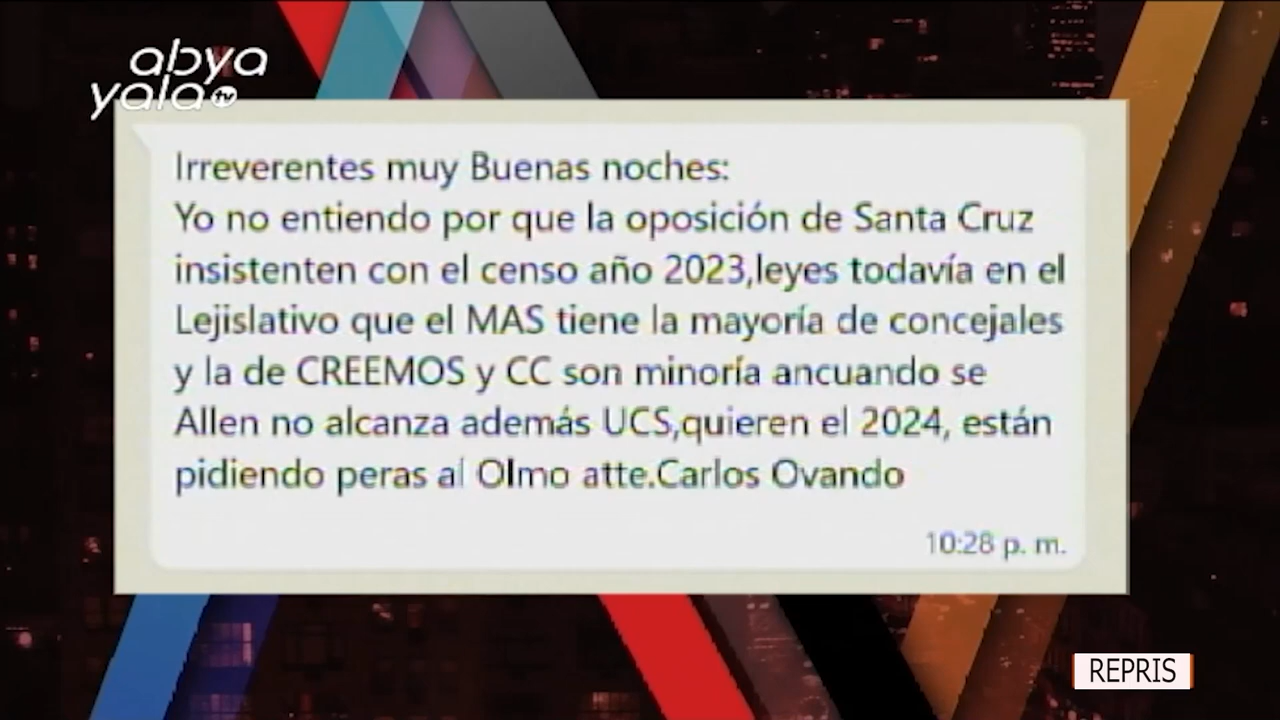 abya
yala tv
Irreverentes muy Buenas noches:
Yo no entiendo por que la oposición de Santa Cruz
insistenten con el censo año 2023,leyes todavía en el
Lejislativo que el MAS tiene la mayoría de concejales
y la de CREEMOS y CC son minoría ancuando se
Allen no alcanza además UCS,quieren el 2024, están
pidiendo peras al Olmo atte.Carlos Ovando
10:28 p. m.
REPRIS